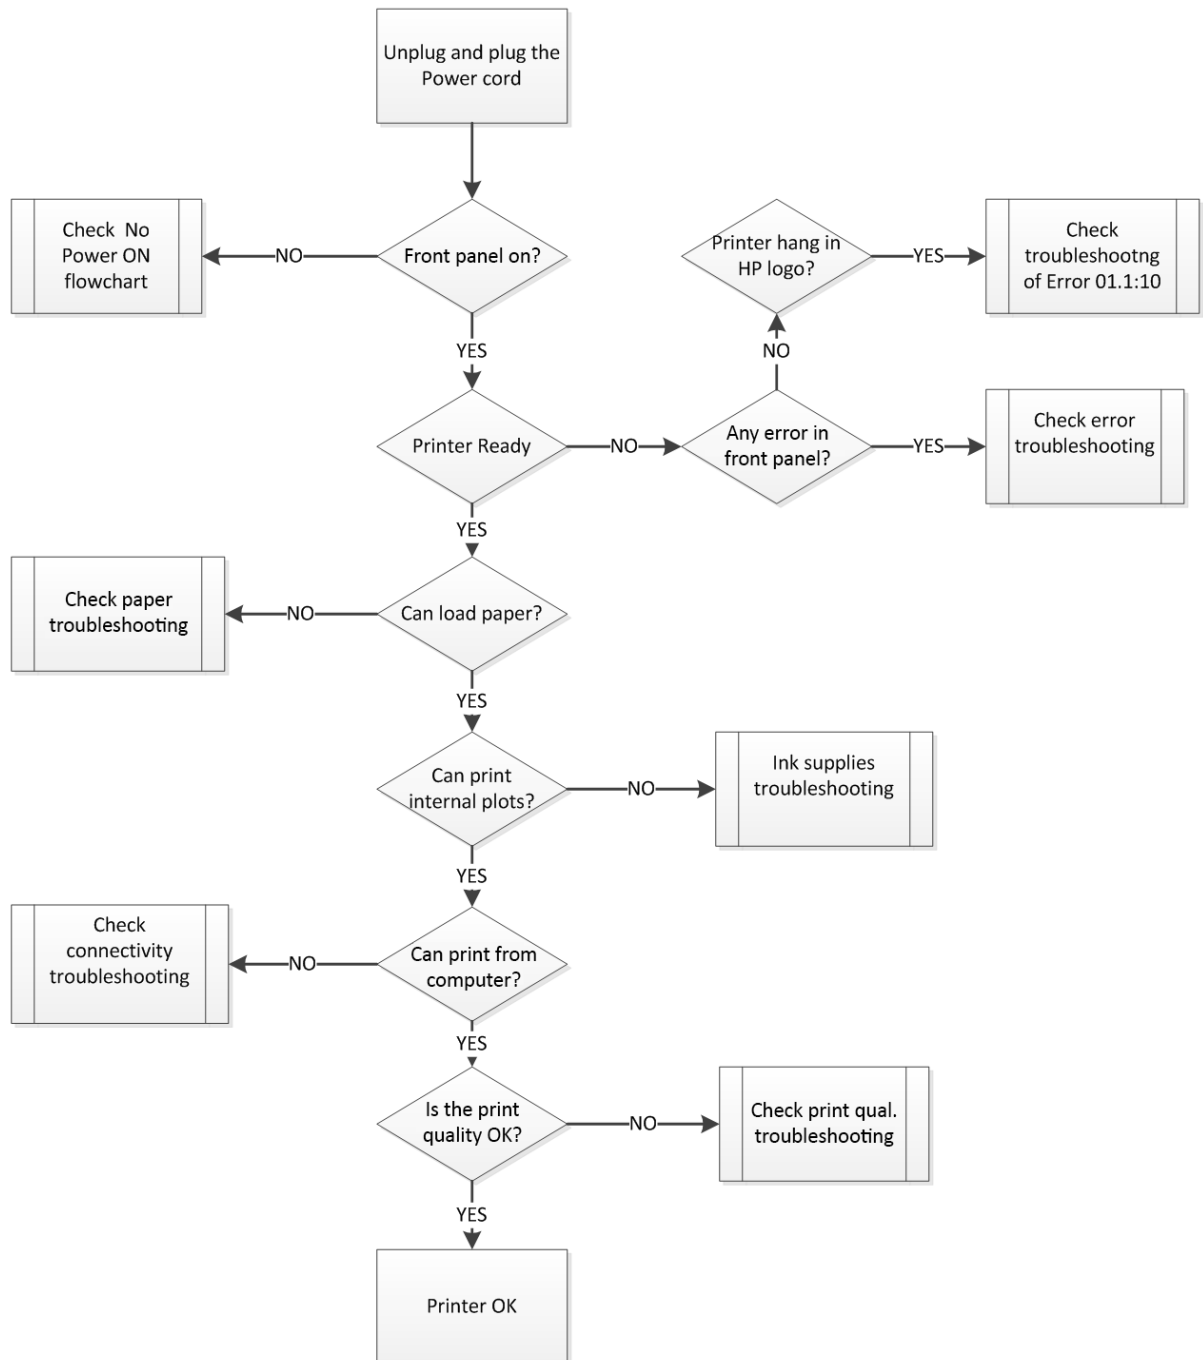 Unplug and plug the
Power cord
Check No
Power ON
flowchart
NO
Front panel on?
Printer hang in
HP logo?
YES
Check
troubleshootng
of Error 01.1:10
YES
NO
Printer Ready
NO
Any error in
front panel?
YES
Check error
troubleshooting
YES
Check paper
troubleshooting
NO
Can load paper?
YES
Can print
internal plots?
NO
Ink supplies
troubleshooting
YES
Check
connectivity
troubleshooting
NO
Can print from
computer?
YES
Is the print
quality OK?
NO
Check print qual.
troubleshooting
YES
Printer OK